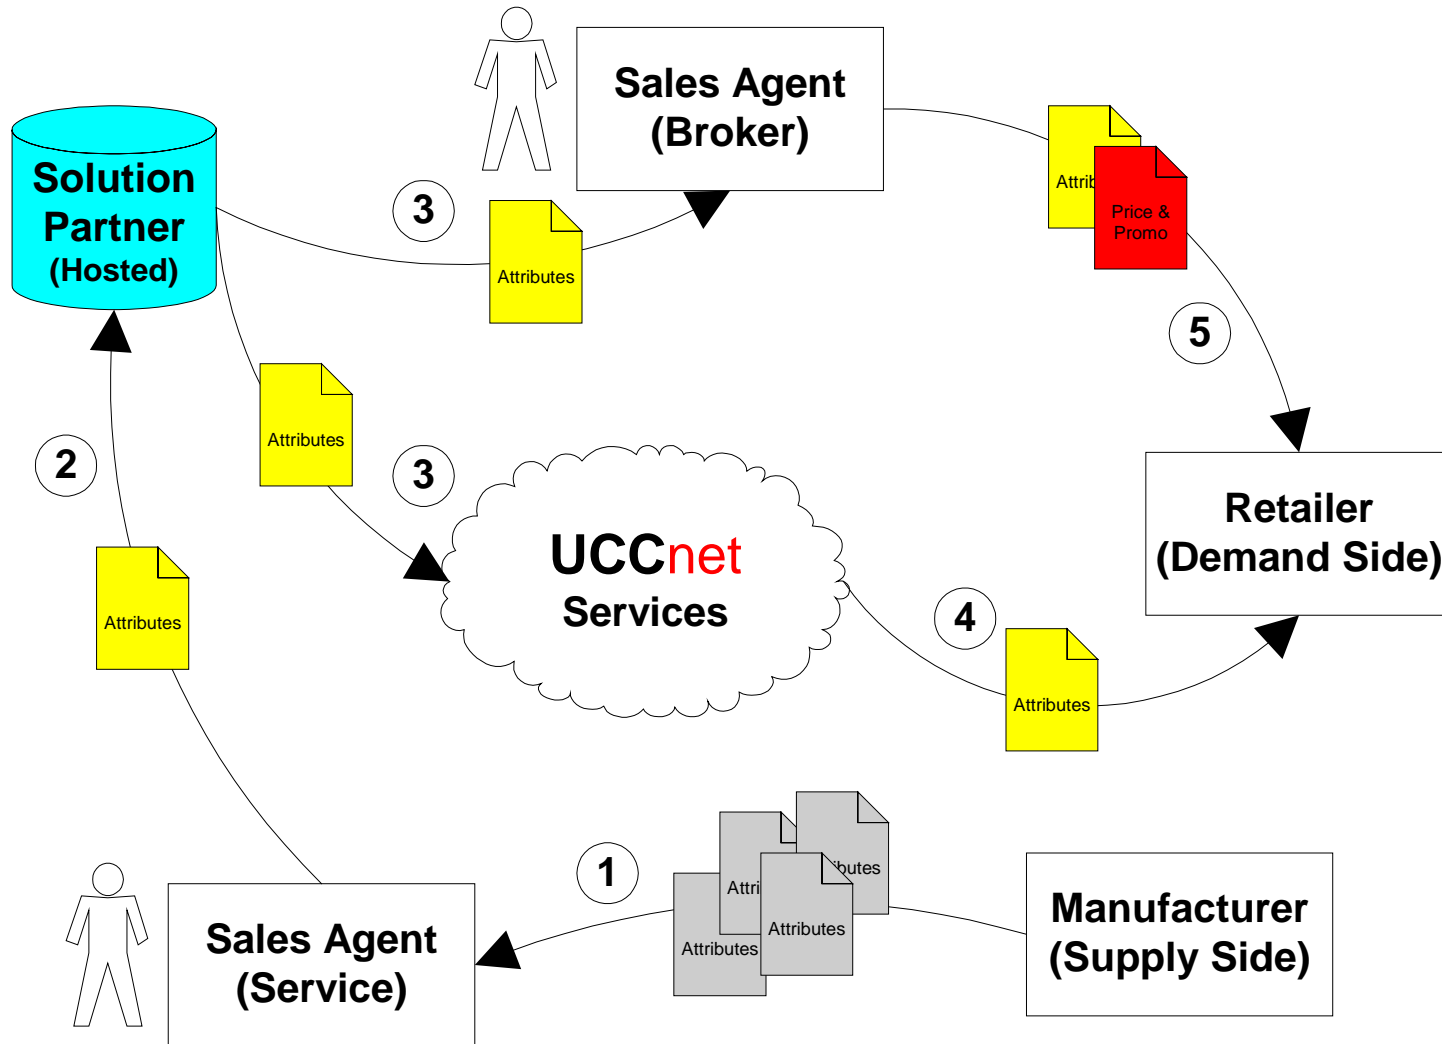 Sales Agent
(Broker)
Solution
Partner
(Hosted)
3
Attributes
Attrib
Price &
Promo
5
Attributes
2
3
UCCnet
Services
Retailer
(Demand Side)
Attributes
4
Attributes
1
Attri
butes
Attributes
Attributes
Manufacturer
(Supply Side)
Sales Agent
(Service)